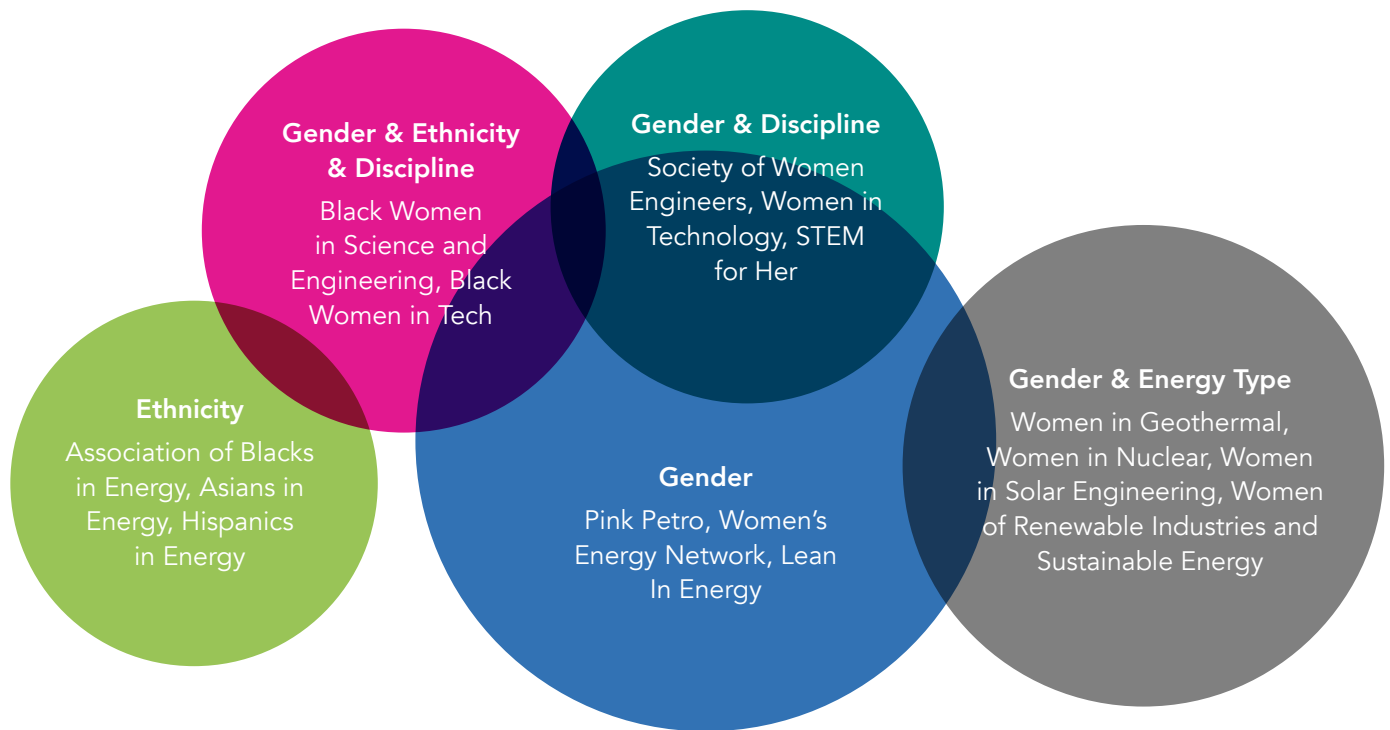 Gender & Ethnicity
& Discipline
Black Women
in Science and
Engineering, Black
Women in Tech
Gender & Discipline
Society of Women
Engineers, Women in
Technology, STEM
for Her
Ethnicity
Association of Blacks
in Energy, Asians in
Energy, Hispanics
in Energy
Gender
Pink Petro, Women’s
Energy Network, Lean
In Energy
Gender & Energy Type
Women in Geothermal,
Women in Nuclear, Women
in Solar Engineering, Women
of Renewable Industries and
Sustainable Energy